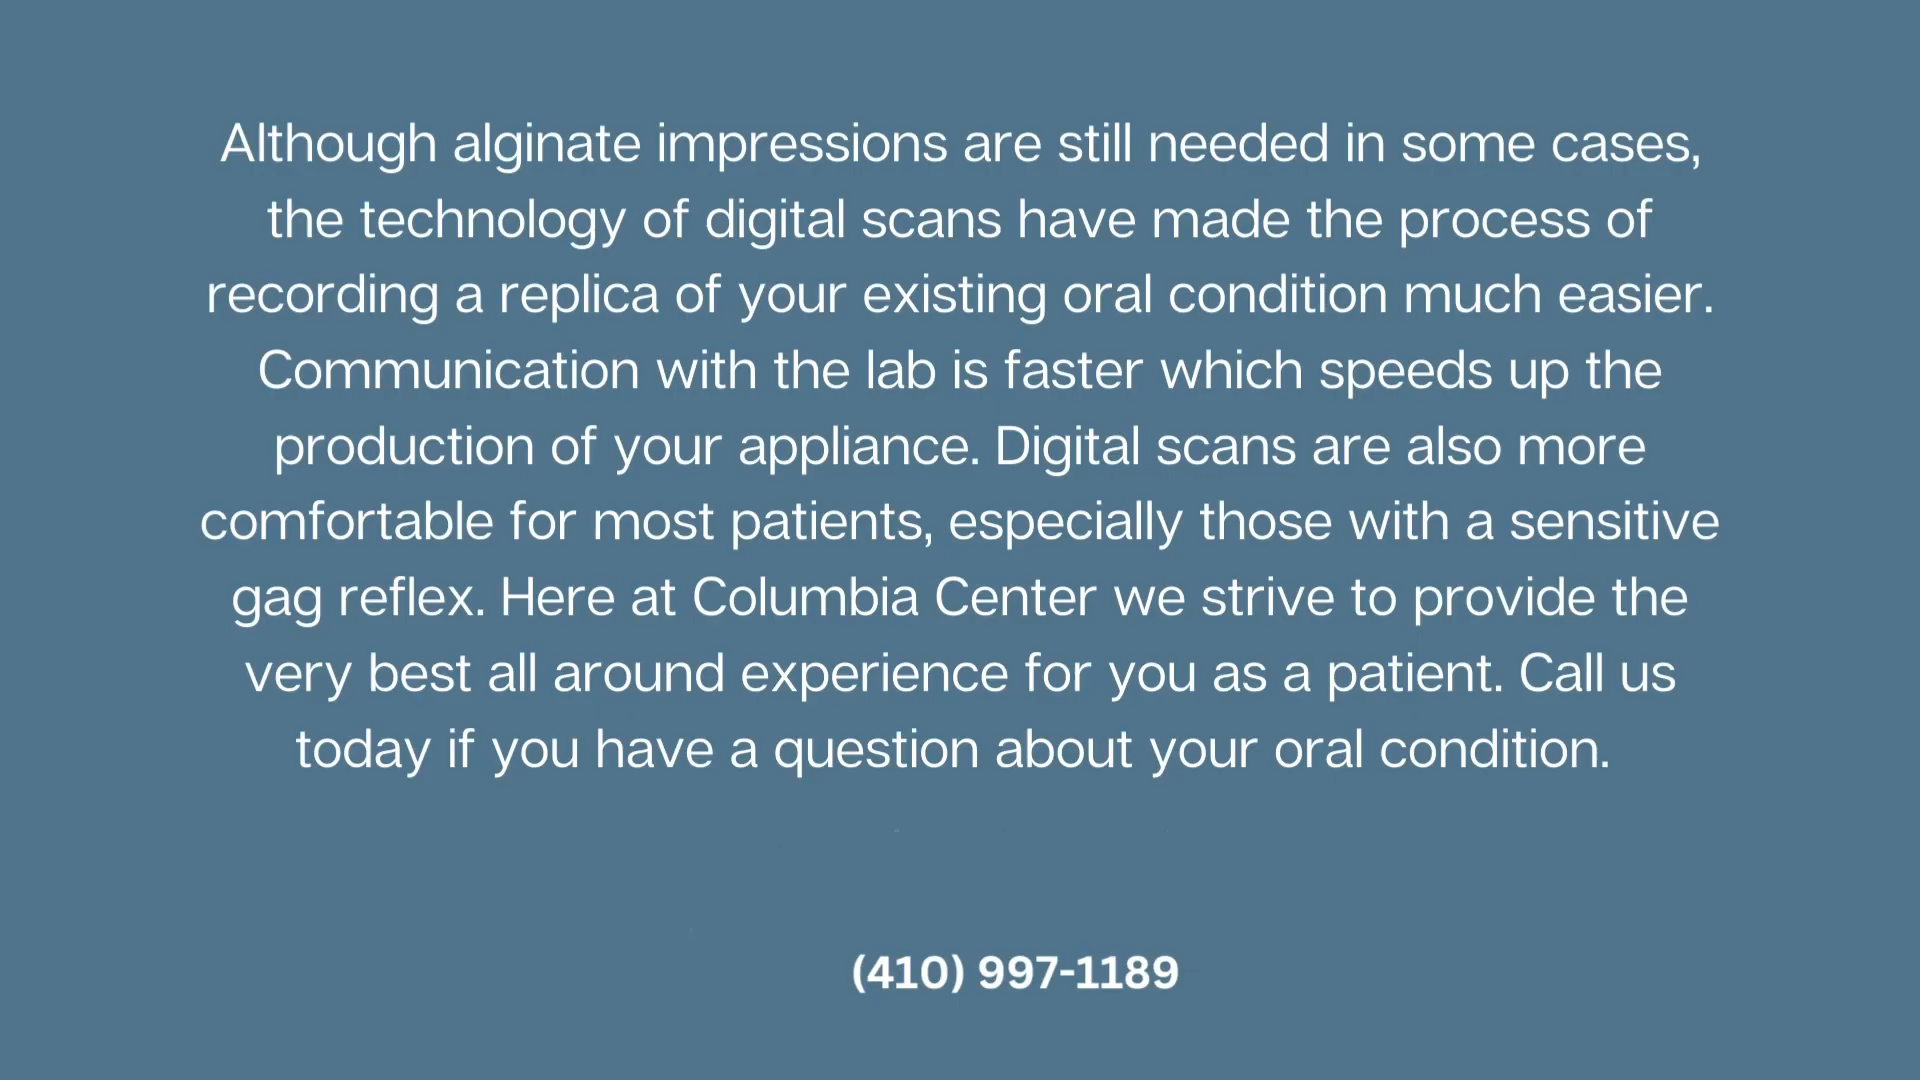 Although alginate impressions are still needed in some cases,
the technology of digital scans have made the process of
recording a replica of your existing oral condition much easier.
Communication with the lab is faster which speeds up the
production of your appliance. Digital scans are also more
comfortable for most patients, especially those with a sensitive
gag reflex. Here at Columbia Center we strive to provide the
very best all around experience for you as a patient. Call us
today if you have a question about your oral condition.
(410) 997-1189